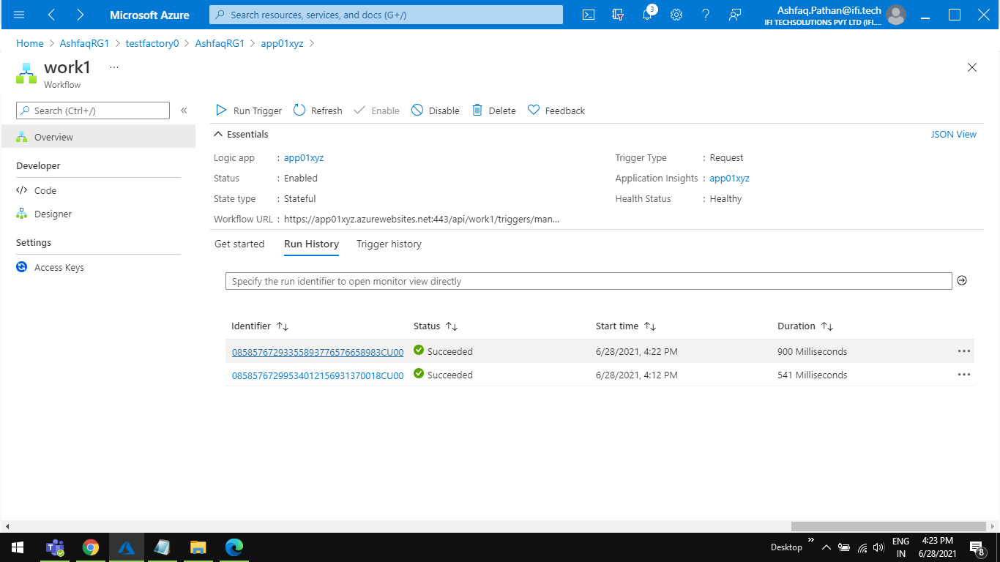 Microsoft Azure
Search resources, services, and docs (G+/)
3
Ashfaq.Pathan@ifi.tech
IFI TECHSOLUTIONS PVT LTD (IFI....
Home > AshfaqRG1 > testfactory0 > AshfaqRG1 > app01xyz >
work1 ...
Workflow
Search (Ctrl+/)
«
Overview
Developer
Code
Designer
Settings
Access Keys
Run Trigger Refresh Enable Disable Delete Feedback
Essentials
JSON View
Logic app : app01xyz
Status : Enabled
State type : Stateful
Workflow URL : https://app01xyz.azurewebsites.net:443/api/work1/triggers/man...
Trigger Type : Request
Application Insights : app01xyz
Health Status : Healthy
Get started Run History Trigger history
Specify the run identifier to open monitor view directly
Identifier Status Start time Duration
08585767293355893776576658983CU00 Succeeded 6/28/2021, 4:22 PM 900 Milliseconds ...
08585767299534012156931370018CU00 Succeeded 6/28/2021, 4:12 PM 541 Milliseconds ...
Desktop »
ENG
IN
4:23 PM
6/28/2021
8